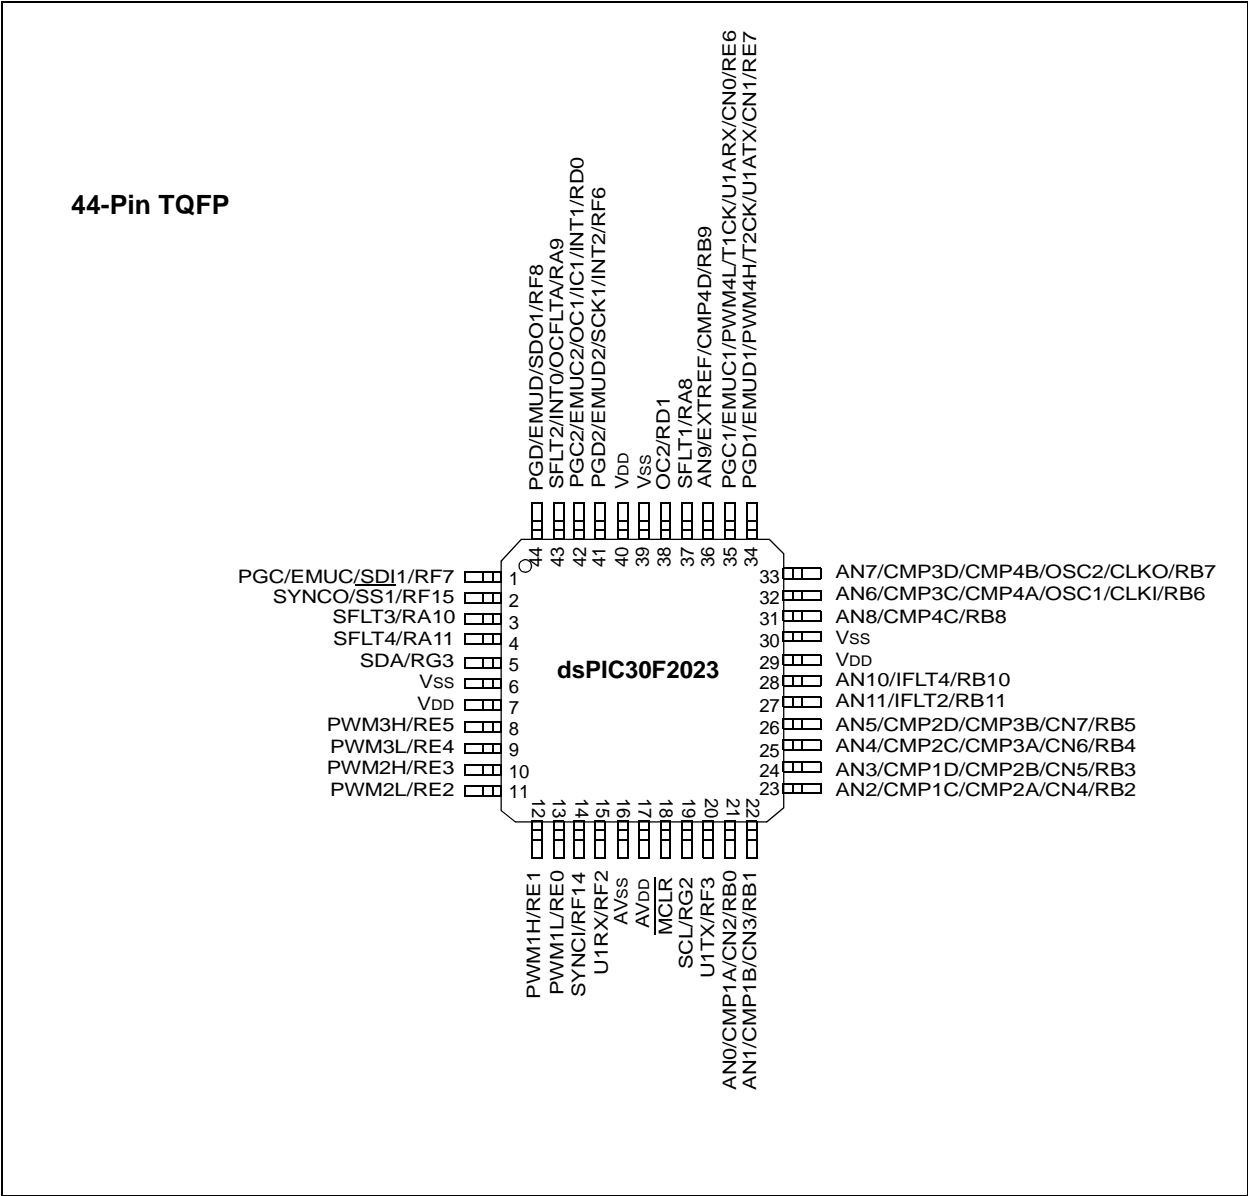 44-Pin TQFP
PGD/EMUD/SDO1/RF8
SFLT2/INT0/OCFLTA/RA9
PGC2/EMUC2/OC1/IC1/INT1/RD0
PGD2/EMUD2/SCK1/INT2/RF6
VDD
VSS
OC2/RD1
SFLT1/RA8
AN9/EXTREF/CMP4D/RB9
PGC1/EMUC1/PWM4L/T1CK/U1ARX/CN0/RE6
PGD1/EMUD1/PWM4H/T2CK/U1ATX/CN1/RE7
44
43
42
41
40
39
38
37
36
35
34
PGC/EMUC/SDI1/RF7 1
SYNCO/SS1/RF15 2
SFLT3/RA10 3
SFLT4/RA11 4
SDA/RG3 5
VSS 6
VDD 7
PWM3H/RE5 8
PWM3L/RE4 9
PWM2H/RE3 10
PWM2L/RE2 11
dsPIC30F2023
33 AN7/CMP3D/CMP4B/OSC2/CLKO/RB7
32 AN6/CMP3C/CMP4A/OSC1/CLKI/RB6
31 AN8/CMP4C/RB8
30 VSS
29 VDD
28 AN10/IFLT4/RB10
27 AN11/IFLT2/RB11
26 AN5/CMP2D/CMP3B/CN7/RB5
25 AN4/CMP2C/CMP3A/CN6/RB4
24 AN3/CMP1D/CMP2B/CN5/RB3
23 AN2/CMP1C/CMP2A/CN4/RB2
12
13
14
15
16
17
18
19
20
21
22
PWM1H/RE1
PWM1L/RE0
SYNCI/RF14
U1RX/RF2
AVSS
AVDD
MCLR
SCL/RG2
U1TX/RF3
AN0/CMP1A/CN2/RB0
AN1/CMP1B/CN3/RB1